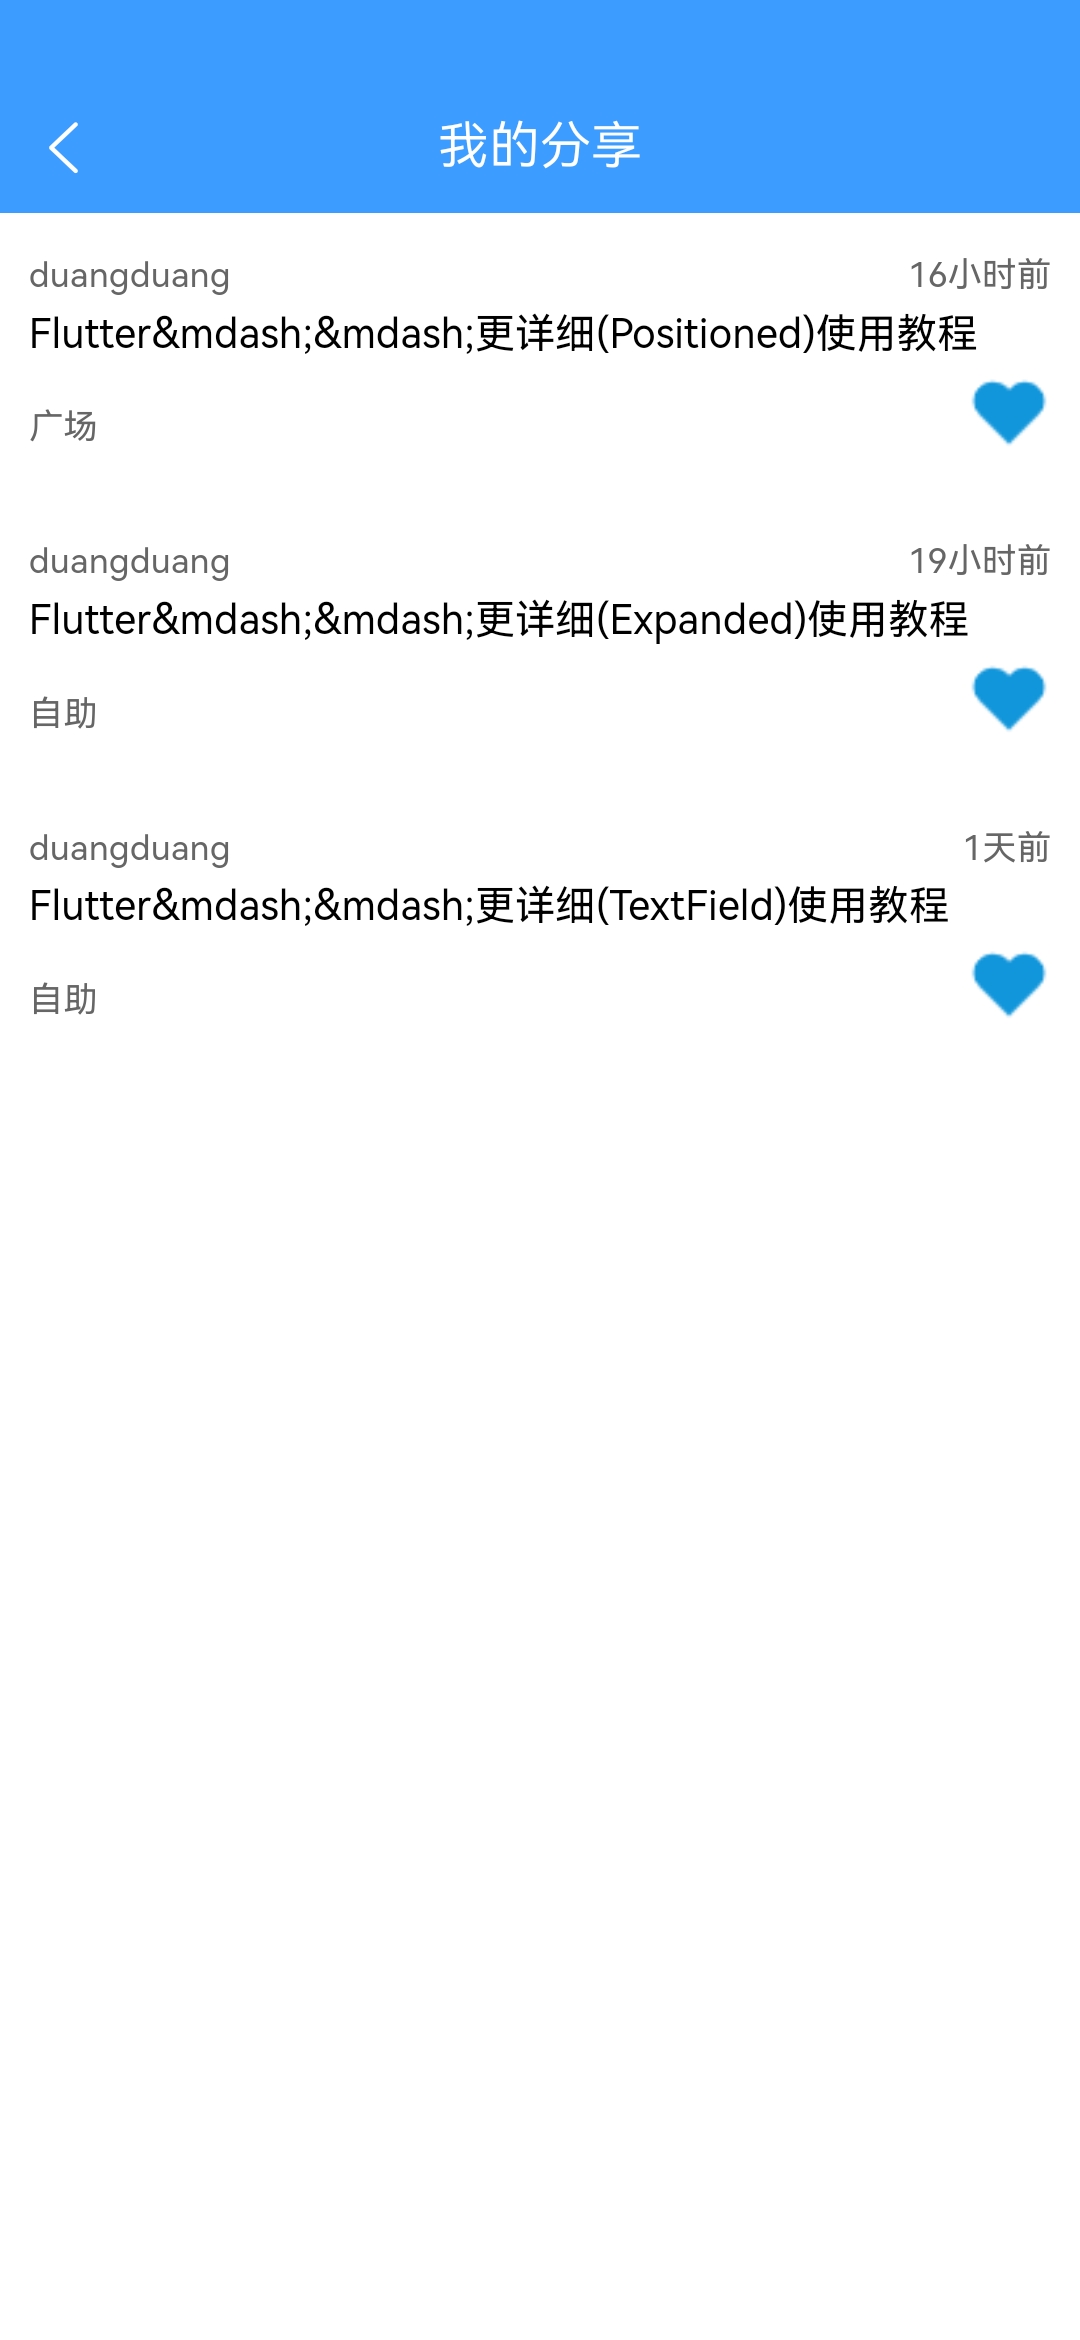 我的分享
duangduang 16小时前
Flutter&mdash;&mdash;更详细(Positioned)使用教程
广场
duangduang 19小时前
Flutter&mdash;&mdash;更详细(Expanded)使用教程
自助
duangduang 1天前
Flutter&mdash;&mdash;更详细(TextField)使用教程
自助